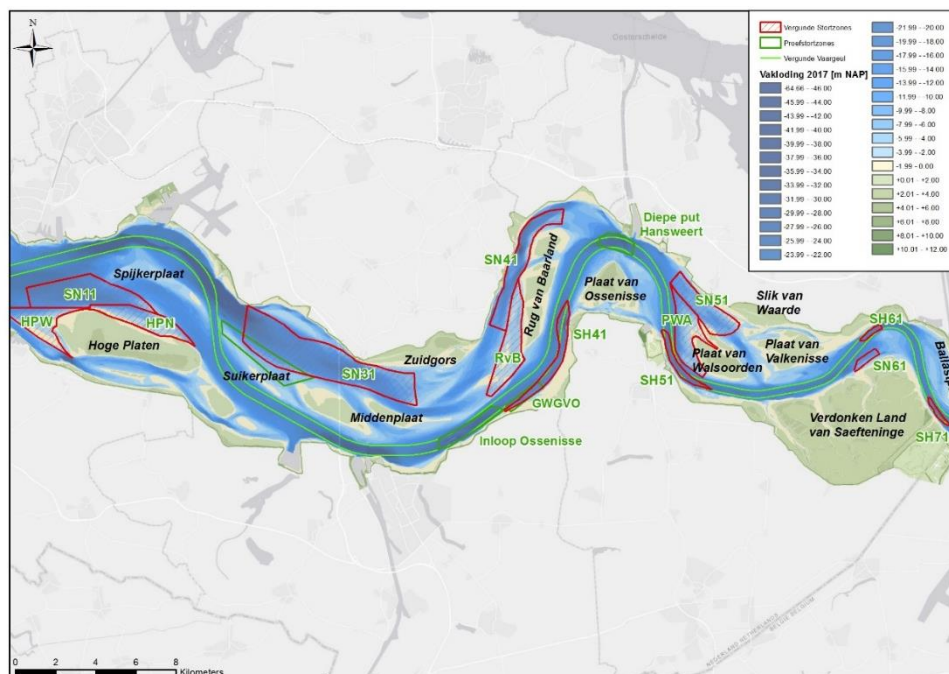 N
Oosterschelde
Vergunde Stortzones
Proefstortzones
Vergunde Vaargeul
Vakloding 2017 [m NAP]
-64.66 - -46.00
-45.99 - -44.00
-43.99 - -42.00
-41.99 - -40.00
-39.99 - -38.00
37.99 - -36.00
-35.99 - -34.00
-33.99 - -32.00
-31.99 - -30.00
-29.99 - -28.00
-27.99 - -26.00
25.99 - -24.00
-23.99 - -22.00
-21.99 - -20.00
-19.99 - -18.00
-17.99 - -16.00
-15.99 - -14.00
-13.99 - -12.00
-11.99 - -10.00
-9.99 - -8.00
-7.99 - -6.00
-5.99 - -4.00
-3.99 - -2.00
-1.99 - 0.00
+0.01 - +2.00
+2.01 - +4.00
+4.01 - +6.00
+6.01 - +8.00
+8.01 - +10.00
+10.01 - +12.00
Diepe put
Hansweert
Spijkerplaat
SN11
HPW
HPN
Hoge Platen
Suikerplaat
SN31
Zuidgors
Middenplaat
SN41
Rug van Baarland
RvB
SH41
GWGVO
Inloop Ossenisse
Plaat van
Ossenisse
SN51
PWA
Slik van
Waarde
SH61
Plaat van
Walsoorden
Plaat van
Valkenisse
SH51
SN61
Verdonken Land
van Saefteninge
SH71
NEDERLAND NETHERLANDS
BELGIE BELGIUM
0 2 4 6 8
Kilometers